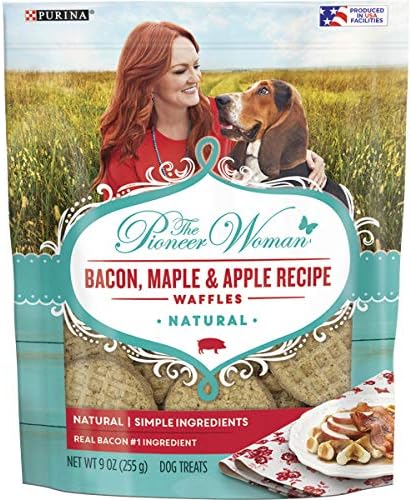 PURINA
PRODUCED
IN USA
FACILITIES
The
Pioneer Woman
BACON, MAPLE & APPLE RECIPE
WAFFLES
• NATURAL •
NATURAL | SIMPLE INGREDIENTS
REAL BACON #1 INGREDIENT
NET WT 9 OZ (255 g) DOG TREATS